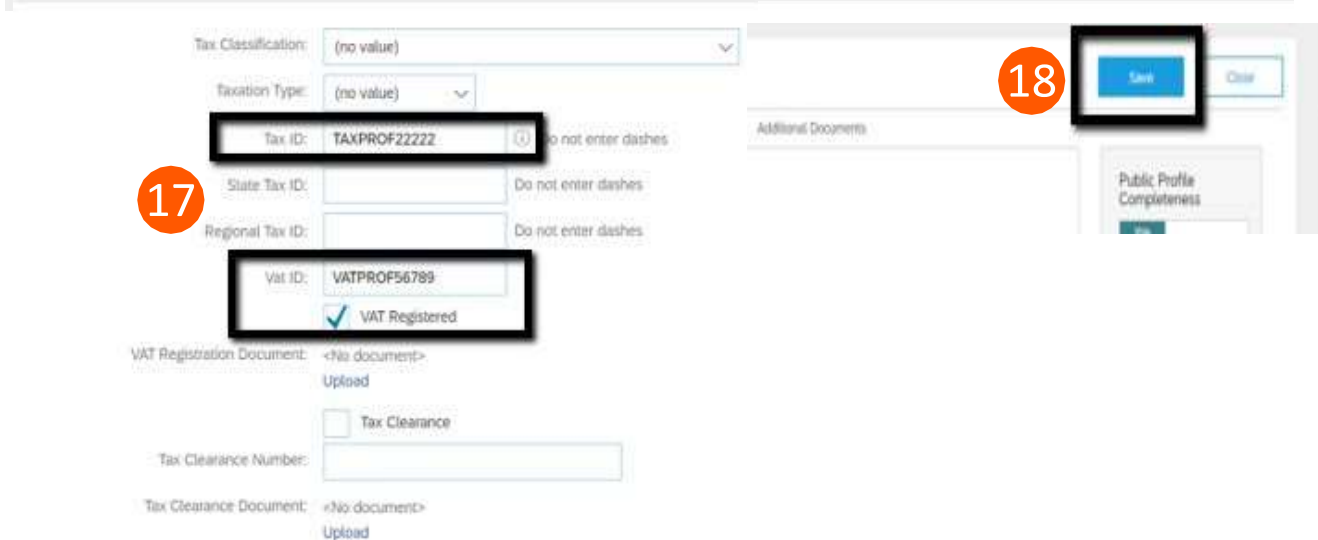 Tax Classification: (no value)
Taxation Type: (no value)
Tax ID: TAXPROF22222 Do not enter dashes
17
State Tax ID: Do not enter dashes
Regional Tax ID: Do not enter dashes
Vat ID: VATPROF56789
VAT Registered
VAT Registration Document: <No document>
Upload
Tax Clearance
Tax Clearance Number:
Tax Clearance Document: <No document>
Upload
18
Save Close
Additional Documents
Public Profile
Completeness